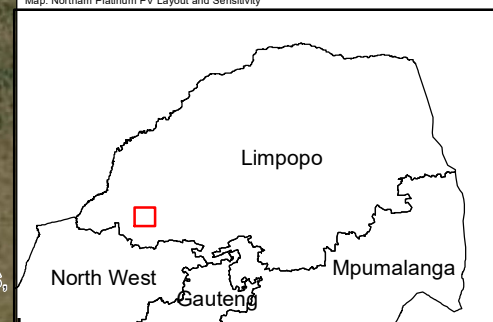 Map: Northam Platinum PV Layout and Sensitivity
Limpopo
North West
Mpumalanga
Gauteng